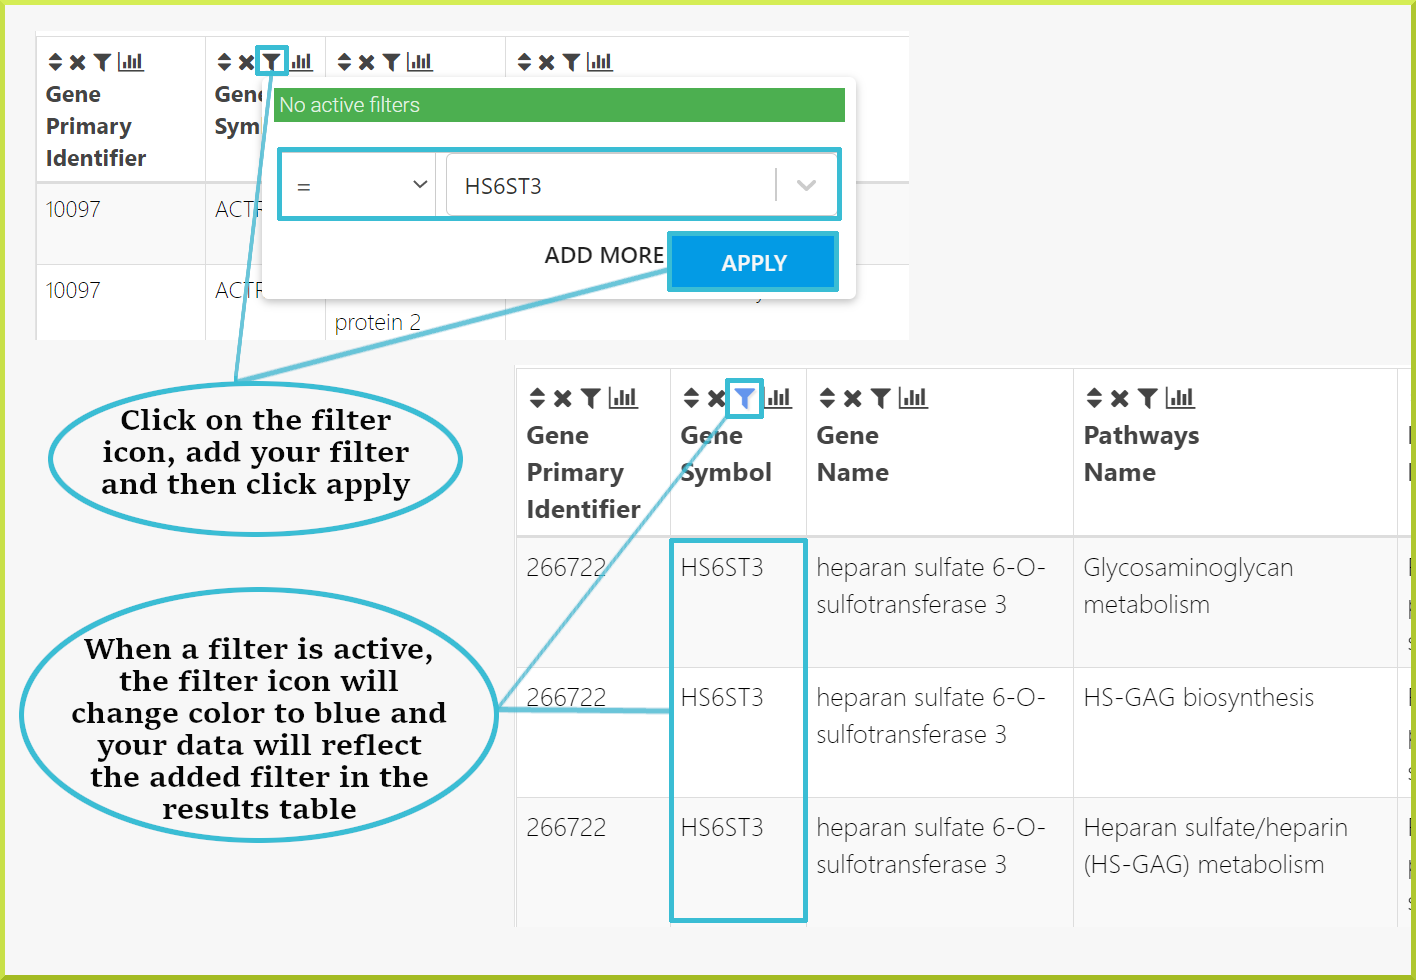 Gene
Primary
Identifier
Gene
Sym
No active filters
= HS6ST3
ADD MORE APPLY
10097
10097
protein 2
Click on the filter
icon, add your filter
and then click apply
Gene
Primary
Identifier
Gene
Symbol
Gene
Name
Pathways
Name
266722 HS6ST3 heparan sulfate 6-O-
sulfotransferase 3
Glycosaminoglycan
metabolism
266722 HS6ST3 heparan sulfate 6-O-
sulfotransferase 3
HS-GAG biosynthesis
266722 HS6ST3 heparan sulfate 6-O-
sulfotransferase 3
Heparan sulfate/heparin
(HS-GAG) metabolism
When a filter is active,
the filter icon will
change color to blue and
your data will reflect
the added filter in the
results table